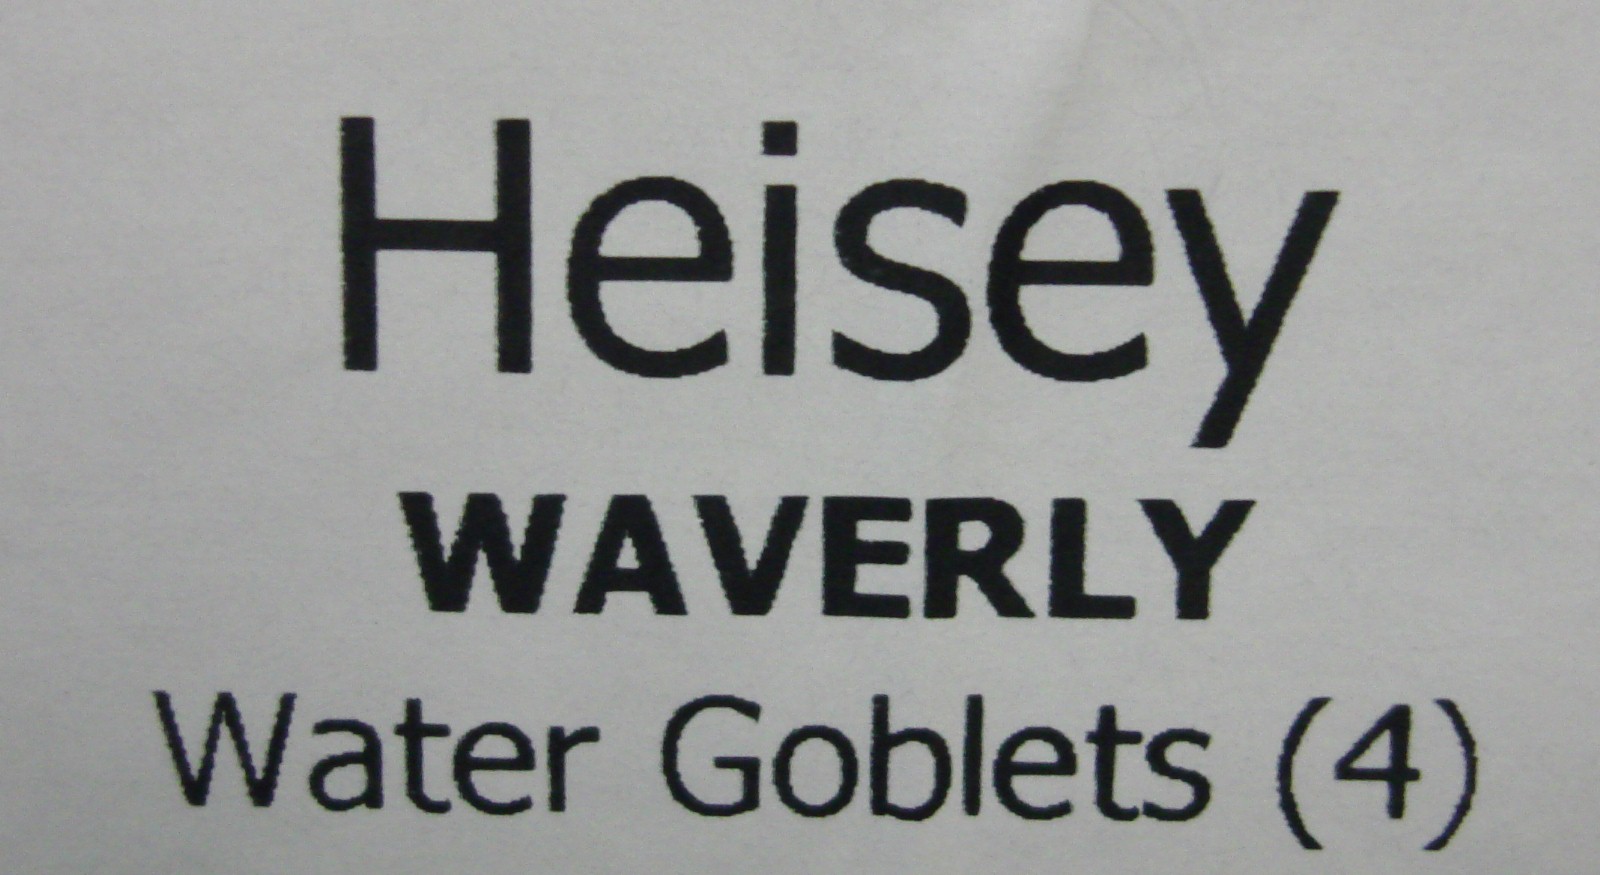 Heisey
WAVERLY
Water Goblets (4)